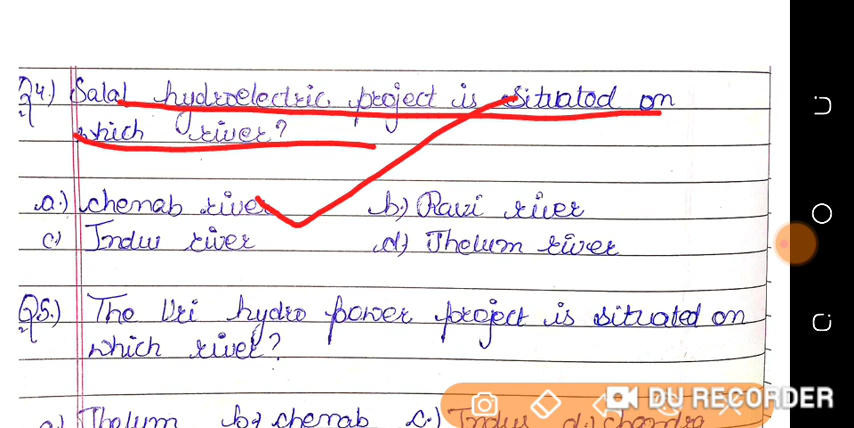 Q4) Salal hydroelectric project is situated on
which river?
a.) chenab river b.) Ravi river
c) Indus river d.) Jhelum river
Q5.) The Uri hydro power project is situated on
which river?
a) Jhelum b.) chenab c.) Indus d.) Chandra
DU RECORDER